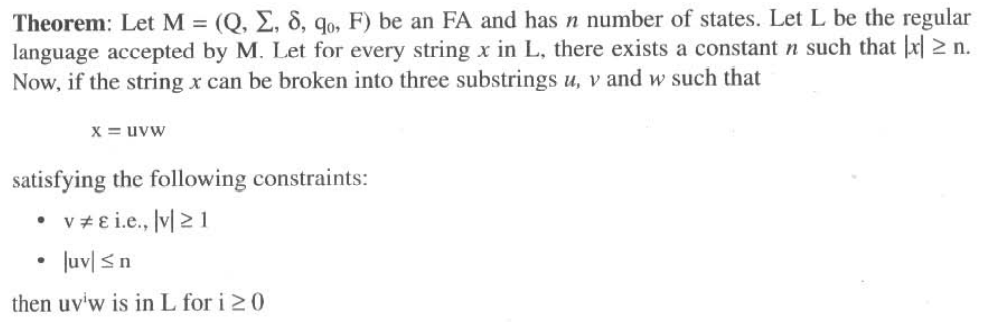 Theorem: Let M = (Q, Σ, δ, q₀, F) be an FA and has n number of states. Let L be the regular
language accepted by M. Let for every string x in L, there exists a constant n such that |x| ≥ n.
Now, if the string x can be broken into three substrings u, v and w such that
x = uvw
satisfying the following constraints:
• v ≠ ε i.e., |v| ≥ 1
• |uv| ≤ n
then uvⁱw is in L for i ≥ 0